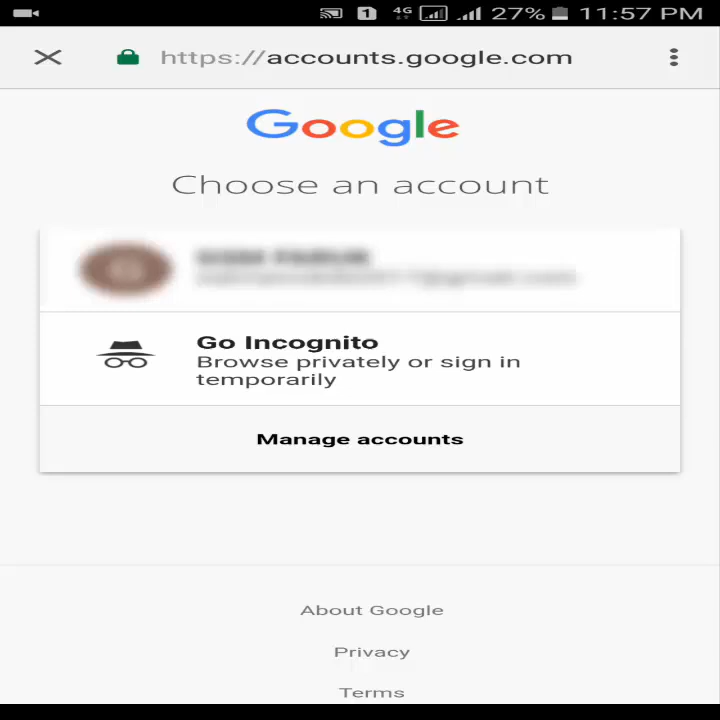 1 4G 27% 11:57 PM
https://accounts.google.com
Google
Choose an account
Go Incognito
Browse privately or sign in
temporarily
Manage accounts
About Google
Privacy
Terms